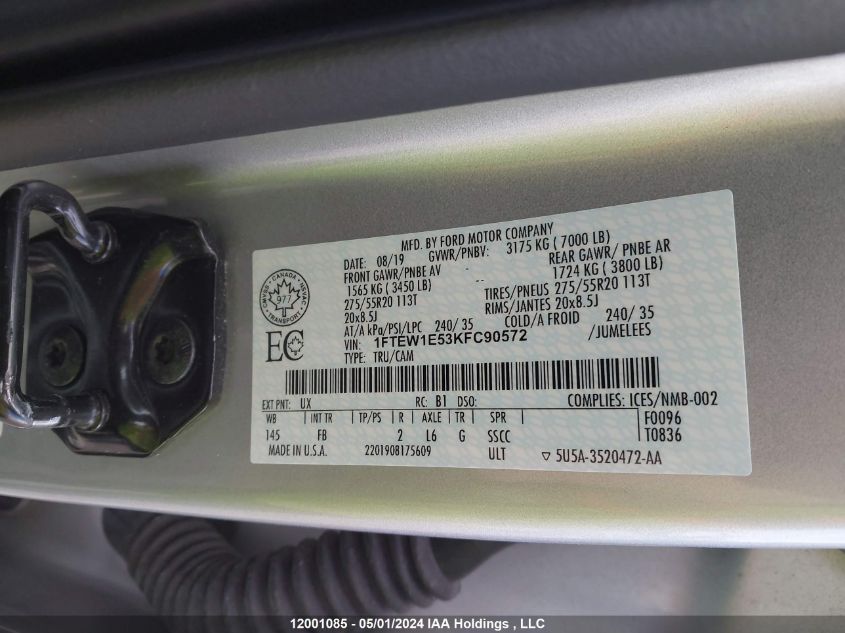 MFD. BY FORD MOTOR COMPANY
DATE: 08/19 GVWR/PNBV: 3175 KG ( 7000 LB)
FRONT GAWR/PNBE AV REAR GAWR/ PNBE AR
1565 KG ( 3450 LB) 1724 KG ( 3800 LB)
275/55R20 113T TIRES/PNEUS 275/55R20 113T
20x8.5J RIMS/JANTES 20x8.5J
AT/A kPa/PSI/LPC 240/ 35 COLD/A FROID 240/ 35
VIN: 1FTEW1E53KFC90572 /JUMELEES
TYPE: TRU/CAM
CANADA
CMVSS NSVAC
977
TRANSPORT
EC
EXT PNT: UX RC: B1 DSO: COMPLIES: ICES/NMB-002
WB INT TR TP/PS R AXLE TR SPR F0096
145 FB 2 L6 G SSCC T0836
MADE IN U.S.A. 2201908175609 ULT ▽ 5U5A-3520472-AA
12001085 - 05/01/2024 IAA Holdings , LLC